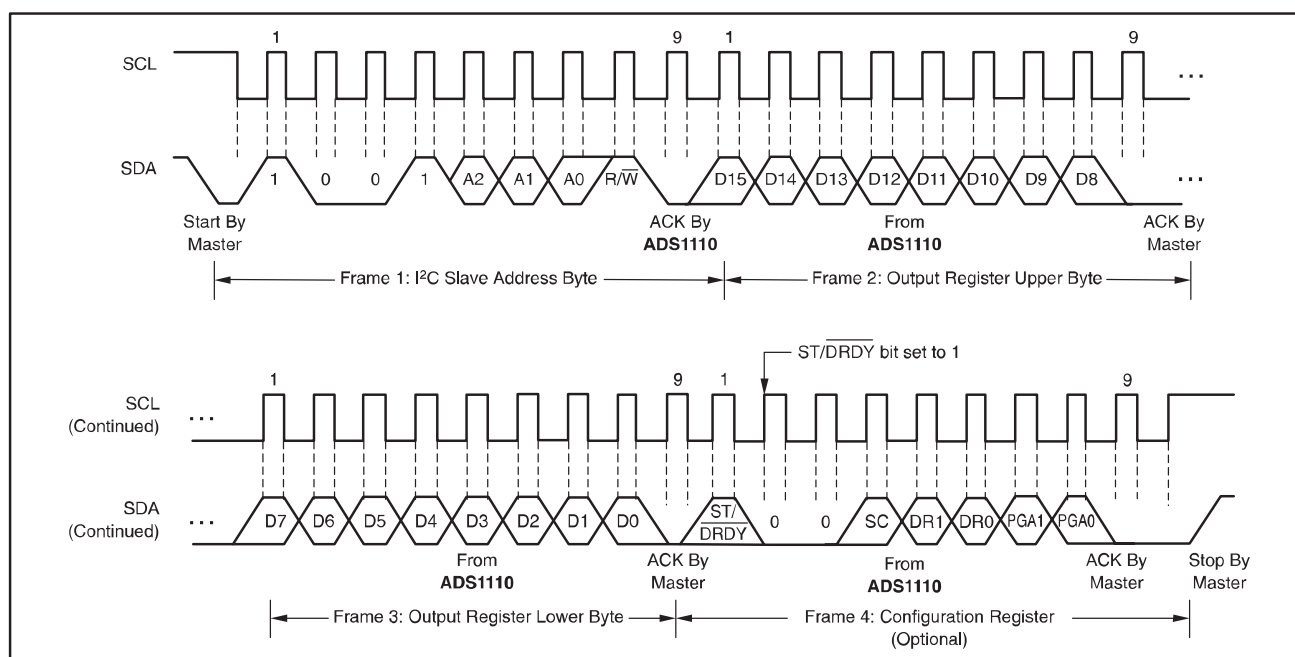 1 9 1 9
SCL ...
SDA 1 0 0 1 A2 A1 A0 R/W̅ D15 D14 D13 D12 D11 D10 D9 D8 ...
Start By Master
ACK By ADS1110
From ADS1110
ACK By Master
Frame 1: I²C Slave Address Byte
Frame 2: Output Register Upper Byte
ST/D̅R̅D̅Y̅ bit set to 1
1 9 1 9
SCL (Continued) ...
SDA (Continued) ... D7 D6 D5 D4 D3 D2 D1 D0 ST/D̅R̅D̅Y̅ 0 0 SC DR1 DR0 PGA1 PGA0
From ADS1110
ACK By Master
From ADS1110
ACK By Master
Stop By Master
Frame 3: Output Register Lower Byte
Frame 4: Configuration Register
(Optional)